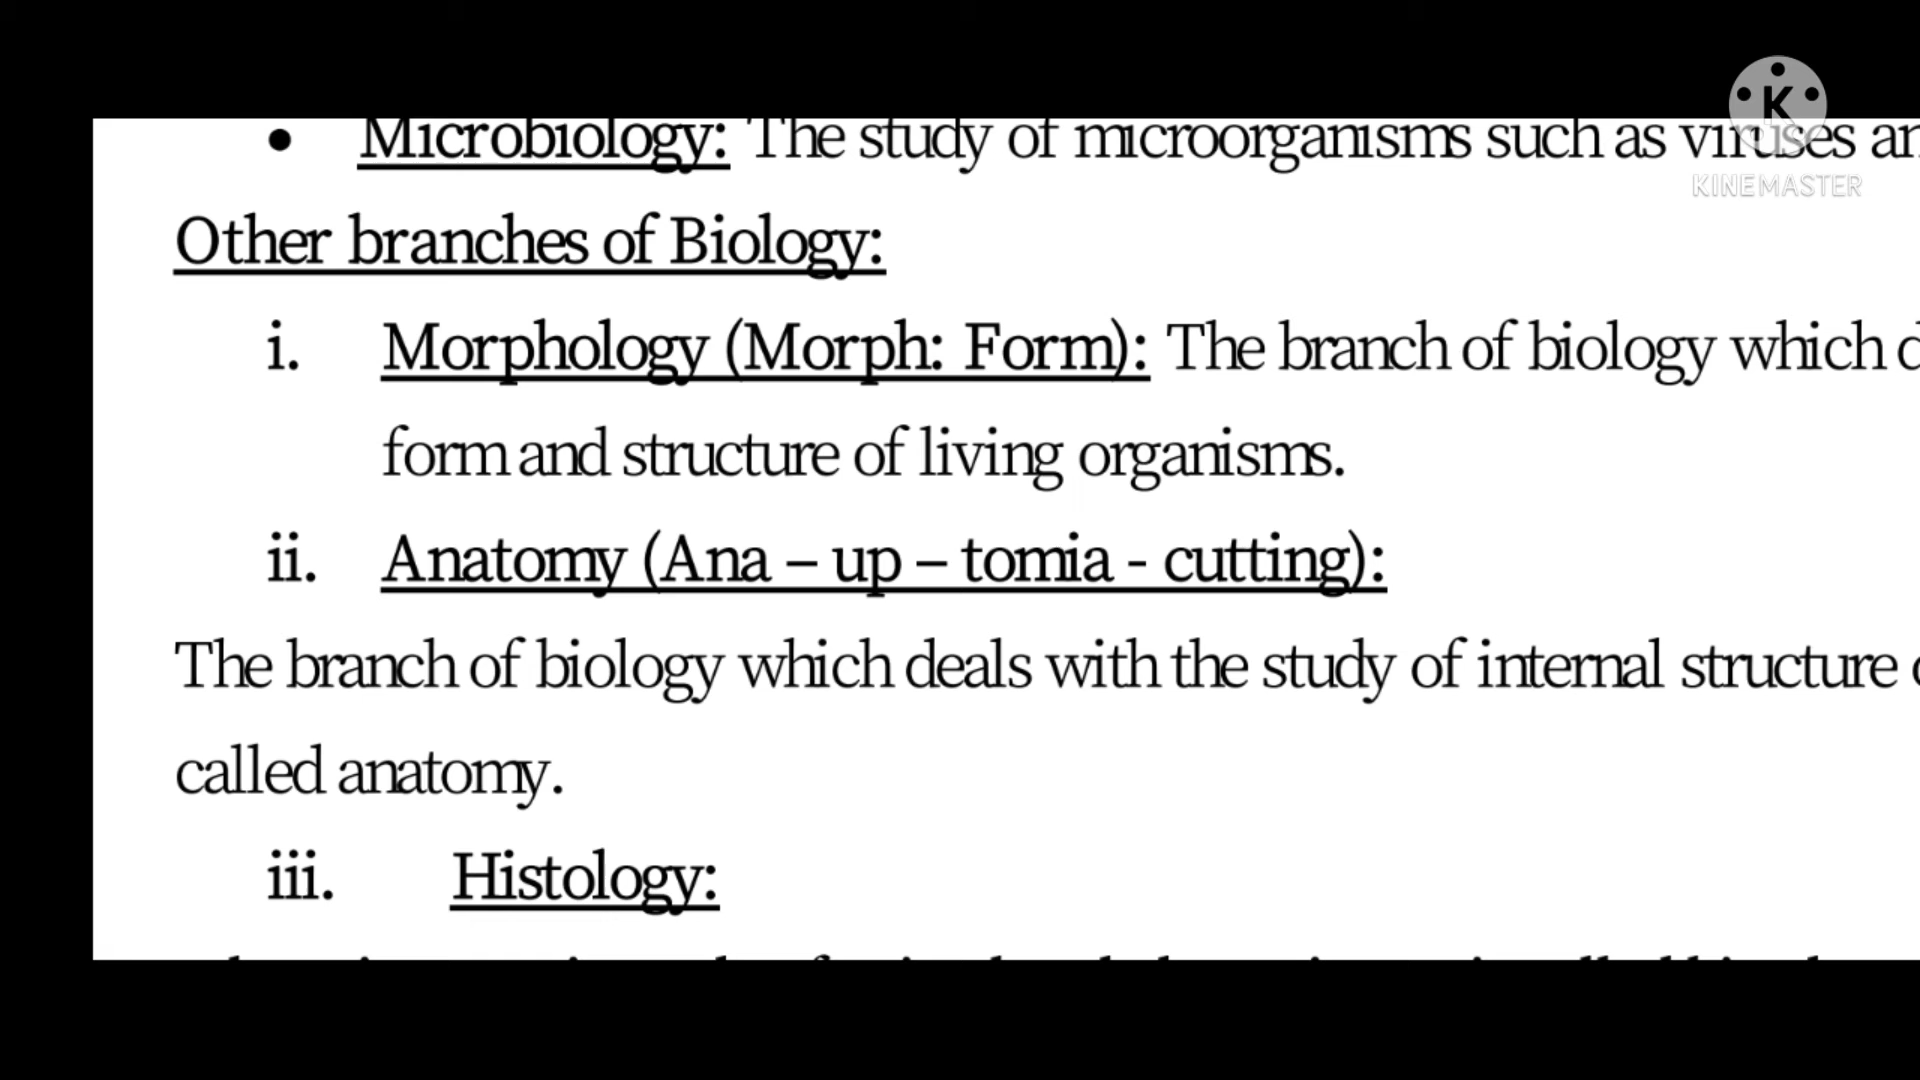 • Microbiology: The study of microorganisms such as viruses
K
KINEMASTER
Other branches of Biology:
i. Morphology (Morph: Form): The branch of biology which
form and structure of living organisms.
ii. Anatomy (Ana – up – tomia - cutting):
The branch of biology which deals with the study of internal structure
called anatomy.
iii. Histology: